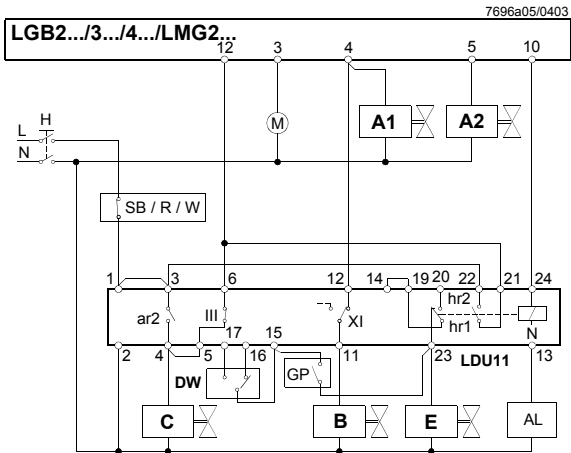 7696a05/0403
LGB2.../3.../4.../LMG2...
12 3 4 5 10
L H
N
M A1 A2
SB / R / W
1 3 6 12 14 19 20 22 21 24
ar2 III XI hr2
hr1 N
2 4 5 17 16 15 11 23 LDU11 13
DW GP
C B E AL